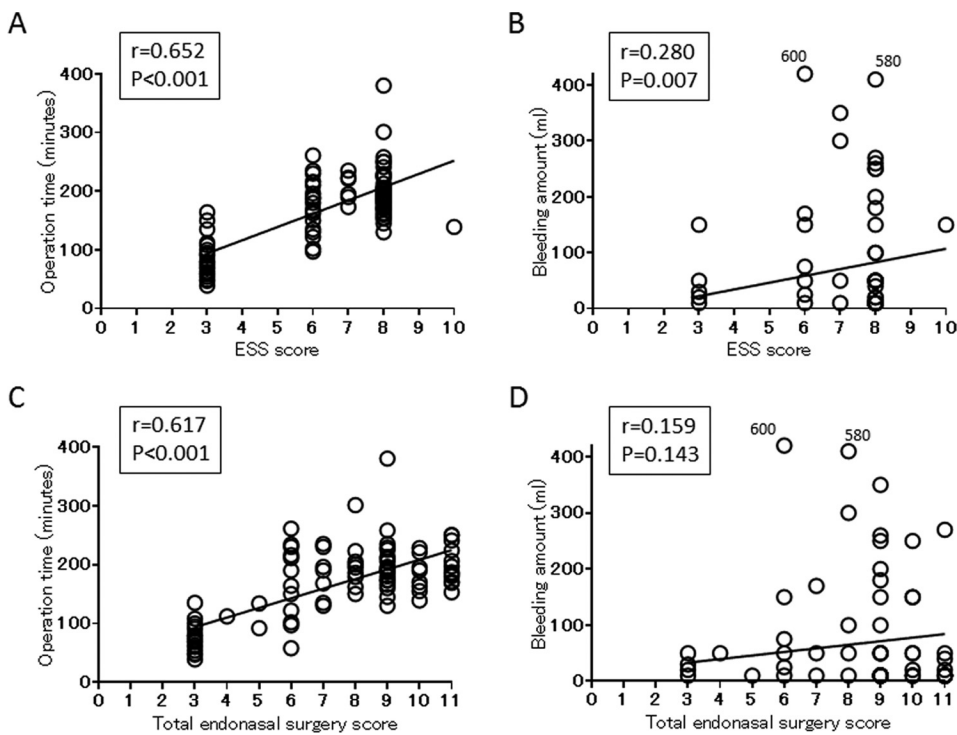 A
r=0.652
P<0.001
Operation time (minutes)
400
300
200
100
0
0 1 2 3 4 5 6 7 8 9 10
ESS score
B
r=0.280
P=0.007
600
580
Bleeding amount (ml)
400
300
200
100
0
0 1 2 3 4 5 6 7 8 9 10
ESS score
C
r=0.617
P<0.001
Operation time (minutes)
400
300
200
100
0
0 1 2 3 4 5 6 7 8 9 10 11
Total endonasal surgery score
D
r=0.159
P=0.143
600
580
Bleeding amount (ml)
400
300
200
100
0
0 1 2 3 4 5 6 7 8 9 10 11
Total endonasal surgery score